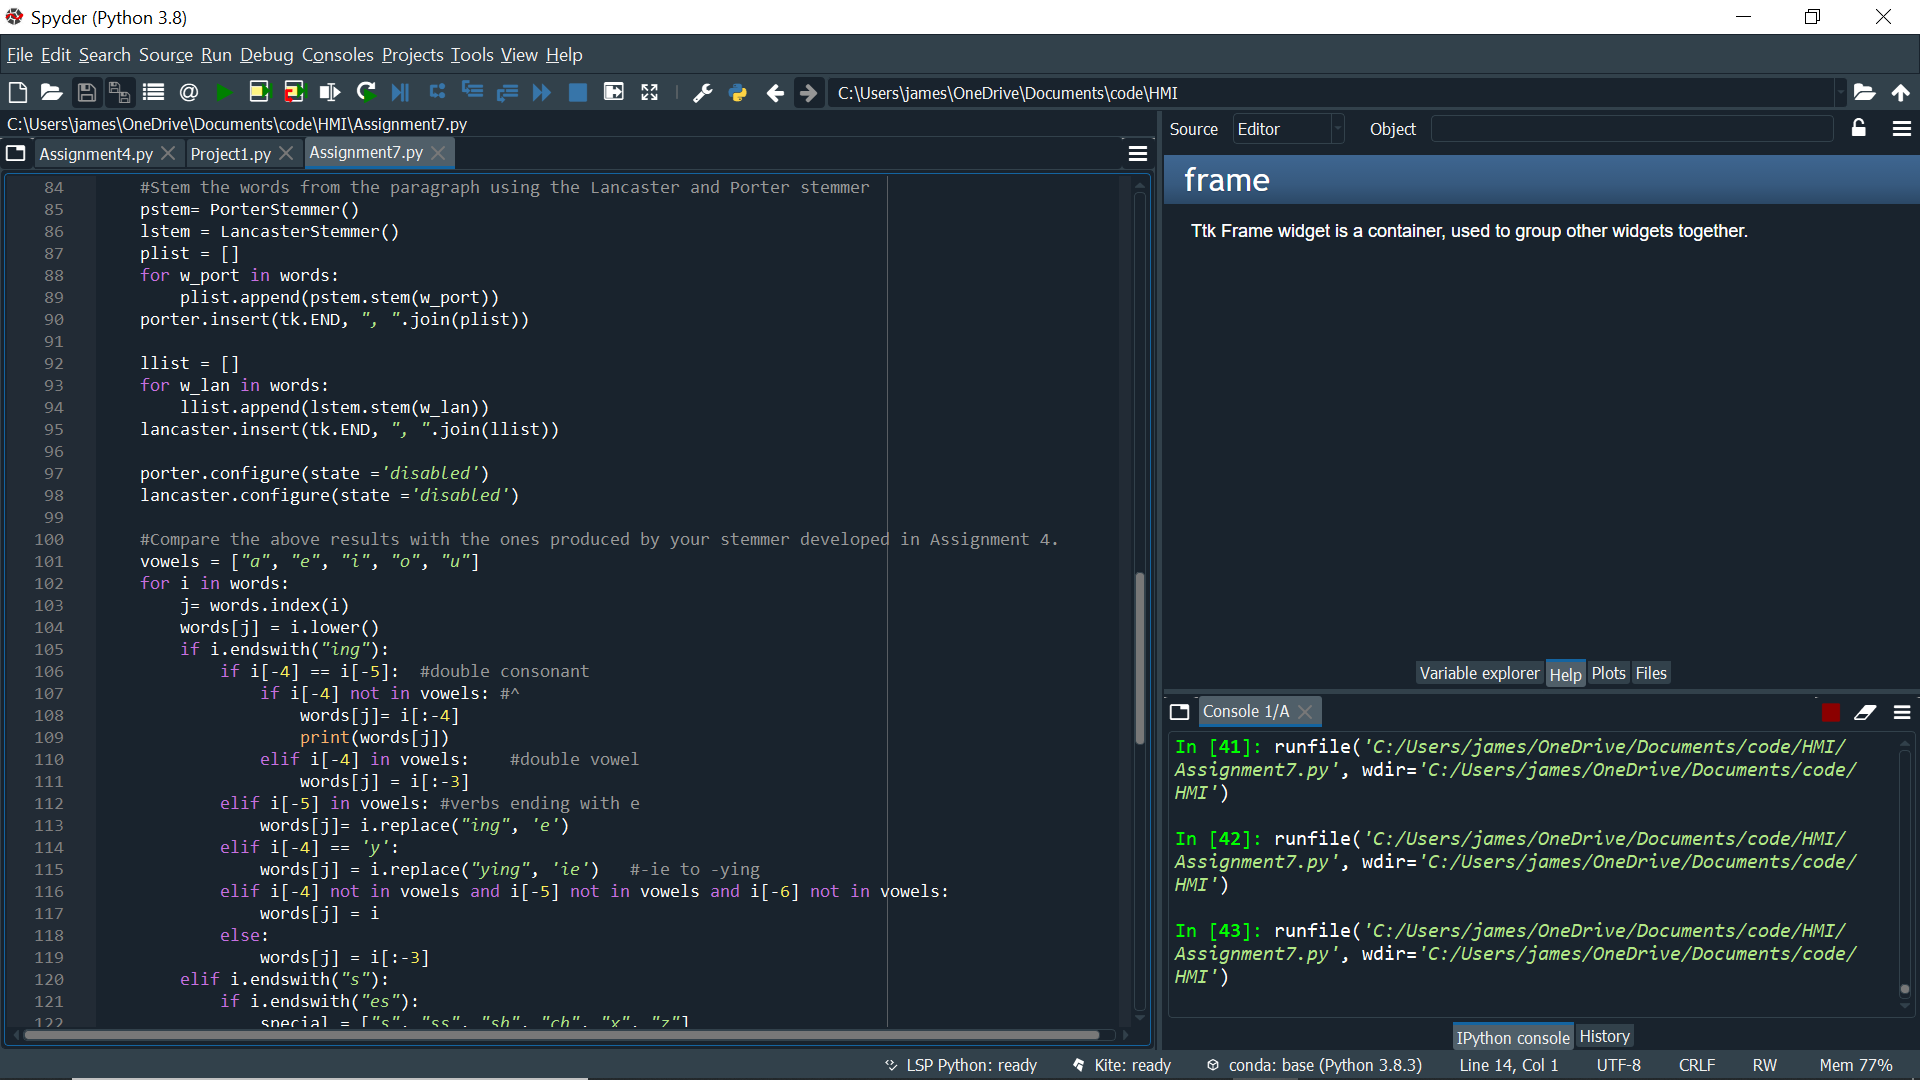 Spyder (Python 3.8)
File Edit Search Source Run Debug Consoles Projects Tools View Help
C:\Users\james\OneDrive\Documents\code\HMI
C:\Users\james\OneDrive\Documents\code\HMI\Assignment7.py
Assignment4.py Project1.py Assignment7.py
84 #Stem the words from the paragraph using the Lancaster and Porter stemmer
85 pstem= PorterStemmer()
86 lstem = LancasterStemmer()
87 plist = []
88 for w_port in words:
89 plist.append(pstem.stem(w_port))
90 porter.insert(tk.END, ", ".join(plist))
91
92 llist = []
93 for w_lan in words:
94 llist.append(lstem.stem(w_lan))
95 lancaster.insert(tk.END, ", ".join(llist))
96
97 porter.configure(state ='disabled')
98 lancaster.configure(state ='disabled')
99
100 #Compare the above results with the ones produced by your stemmer developed in Assignment 4.
101 vowels = ["a", "e", "i", "o", "u"]
102 for i in words:
103 j= words.index(i)
104 words[j] = i.lower()
105 if i.endswith("ing"):
106 if i[-4] == i[-5]: #double consonant
107 if i[-4] not in vowels: #^
108 words[j]= i[:-4]
109 print(words[j])
110 elif i[-4] in vowels: #double vowel
111 words[j] = i[:-3]
112 elif i[-5] in vowels: #verbs ending with e
113 words[j]= i.replace("ing", 'e')
114 elif i[-4] == 'y':
115 words[j] = i.replace("ying", 'ie') #-ie to -ying
116 elif i[-4] not in vowels and i[-5] not in vowels and i[-6] not in vowels:
117 words[j] = i
118 else:
119 words[j] = i[:-3]
120 elif i.endswith("s"):
121 if i.endswith("es"):
122 special = ["s", "ss", "sh", "ch", "x", "z"]
Source Editor Object
frame
Ttk Frame widget is a container, used to group other widgets together.
Variable explorer Help Plots Files
Console 1/A
In [41]: runfile('C:/Users/james/OneDrive/Documents/code/HMI/
Assignment7.py', wdir='C:/Users/james/OneDrive/Documents/code/
HMI')
In [42]: runfile('C:/Users/james/OneDrive/Documents/code/HMI/
Assignment7.py', wdir='C:/Users/james/OneDrive/Documents/code/
HMI')
In [43]: runfile('C:/Users/james/OneDrive/Documents/code/HMI/
Assignment7.py', wdir='C:/Users/james/OneDrive/Documents/code/
HMI')
IPython console History
LSP Python: ready Kite: ready conda: base (Python 3.8.3) Line 14, Col 1 UTF-8 CRLF RW Mem 77%